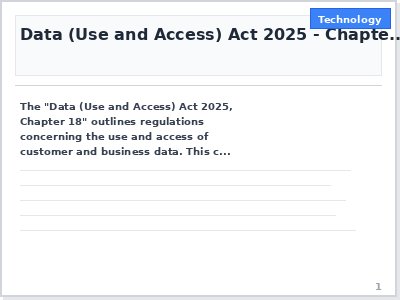 Technology
Data (Use and Access) Act 2025 - Chapte...
The "Data (Use and Access) Act 2025,
Chapter 18" outlines regulations
concerning the use and access of
customer and business data. This c...
1